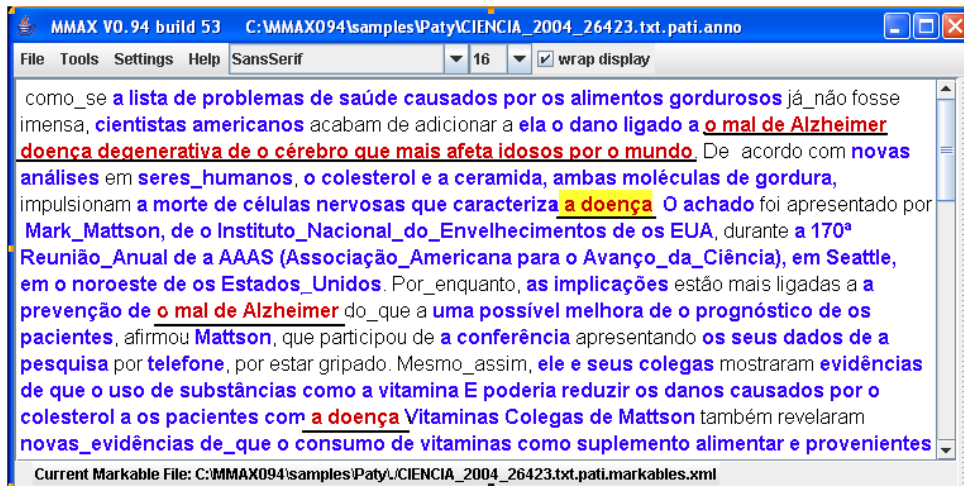 MMAX V0.94 build 53 C:\MMAX094\samples\Paty\CIENCIA_2004_26423.txt.pati.anno
File Tools Settings Help SansSerif 16 wrap display
como_se a lista de problemas de saúde causados por os alimentos gordurosos já_não fosse
imensa, cientistas americanos acabam de adicionar a ela o dano ligado a o mal de Alzheimer
doença degenerativa de o cérebro que mais afeta idosos por o mundo. De acordo com novas
análises em seres_humanos, o colesterol e a ceramida, ambas moléculas de gordura,
impulsionam a morte de células nervosas que caracteriza a doença. O achado foi apresentado por
Mark_Mattson, de o Instituto_Nacional_do_Envelhecimentos de os EUA, durante a 170ª
Reunião_Anual de a AAAS (Associação_Americana para o Avanço_da_Ciência), em Seattle,
em o noroeste de os Estados_Unidos. Por_enquanto, as implicações estão mais ligadas a a
prevenção de o mal de Alzheimer do_que a uma possível melhora de o prognóstico de os
pacientes, afirmou Mattson, que participou de a conferência apresentando os seus dados de a
pesquisa por telefone, por estar gripado. Mesmo_assim, ele e seus colegas mostraram evidências
de que o uso de substâncias como a vitamina E poderia reduzir os danos causados por o
colesterol a os pacientes com a doença Vitaminas Colegas de Mattson também revelaram
novas_evidências de_que o consumo de vitaminas como suplemento alimentar e provenientes
Current Markable File: C:\MMAX094\samples\Paty\./CIENCIA_2004_26423.txt.pati.markables.xml